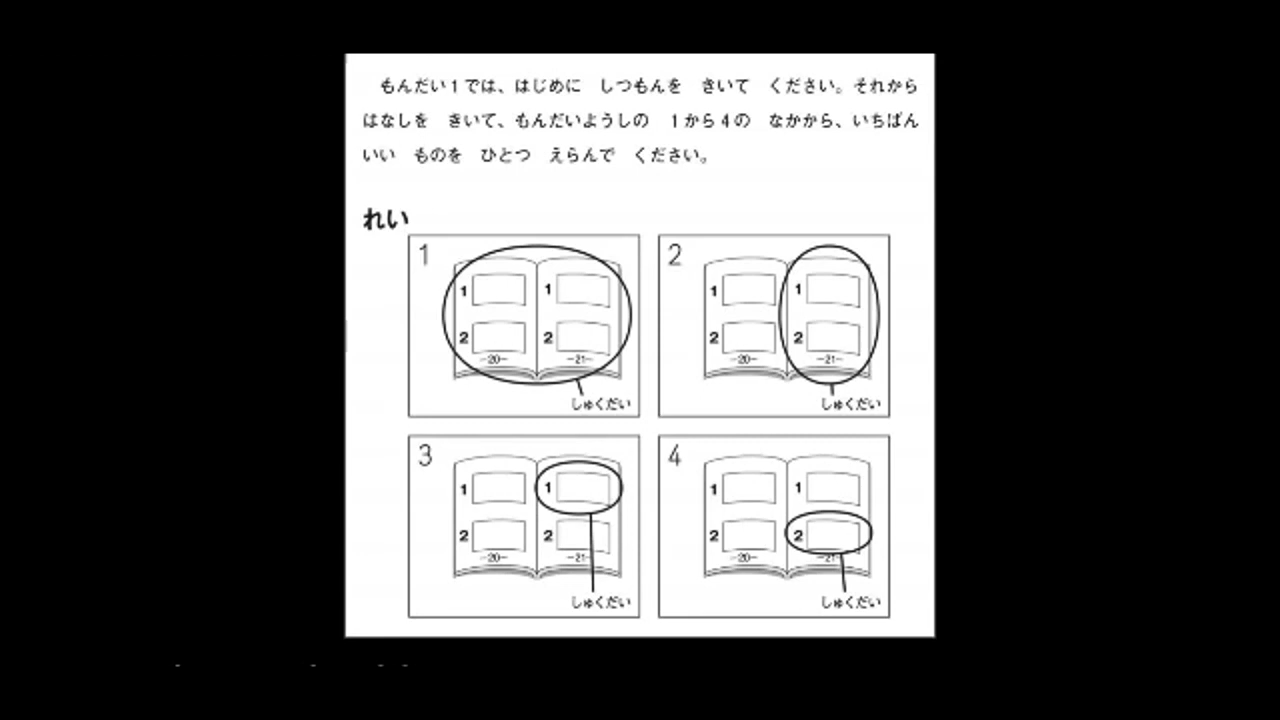 もんだい1では、はじめに　しつもんを　きいて　ください。それから
はなしを　きいて、もんだいようしの　1から4の　なかから、いちばん
いい　ものを　ひとつ　えらんで　ください。
れい
1
1 1
2 2
-20- -21-
しゅくだい
2
1 1
2 2
-20- -21-
しゅくだい
3
1 1
2 2
-20- -21-
しゅくだい
4
1 1
2 2
-20- -21-
しゅくだい